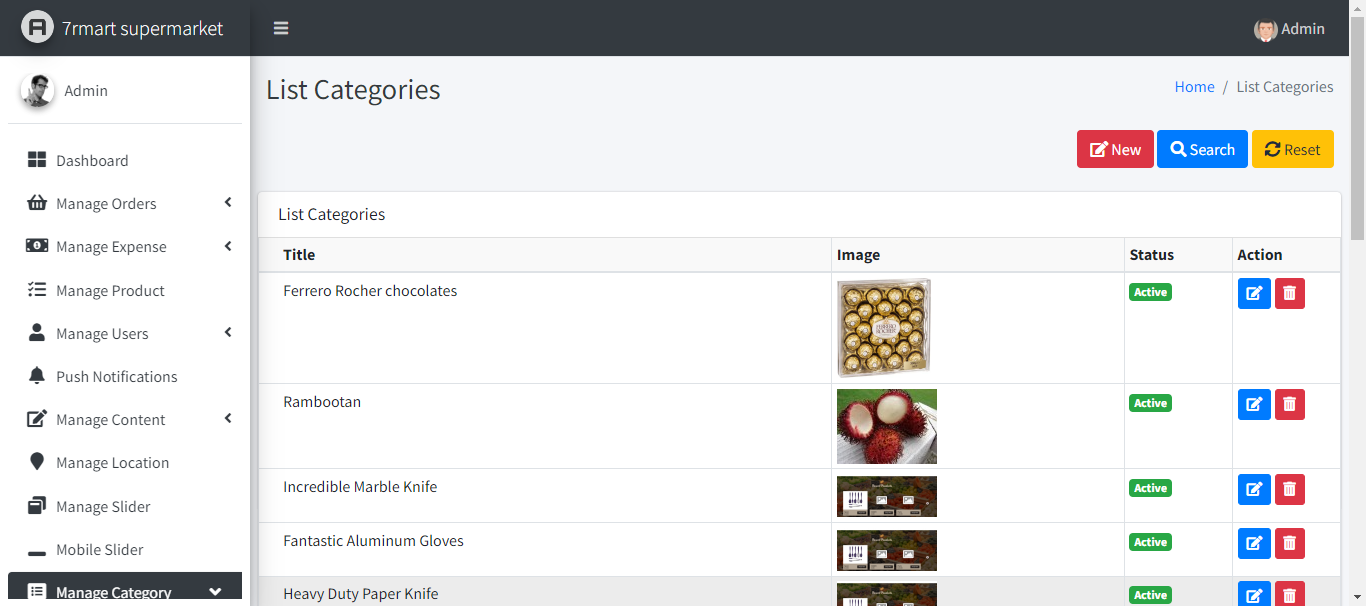 7rmart supermarket
Admin
Admin
List Categories
Home / List Categories
New
Search
Reset
Dashboard
Manage Orders
Manage Expense
Manage Product
Manage Users
Push Notifications
Manage Content
Manage Location
Manage Slider
Mobile Slider
Manage Category
List Categories
Title Image Status Action
Ferrero Rocher chocolates Active
FERRERO ROCHER
Rambootan Active
Incredible Marble Knife Active
Fantastic Aluminum Gloves Active
Heavy Duty Paper Knife Active